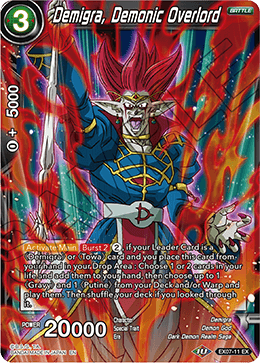 3
Demigra, Demonic Overlord
BATTLE
0 + 5000
Activate Main Burst 2 2, if your Leader Card is a
《Demigra》 or 《Towa》 card and you place this card from
your hand in your Drop Area : Choose 1 or 2 cards in your
life and add them to your hand, then choose up to 1
《Gravy》 and 1 《Putine》 from your Deck and/or Warp and
play them. Then shuffle your deck if you looked through
it.
POWER 20000
Character Demigra
Special Trait Demon God
Era Dark Demon Realm Saga
EX07-11 EX